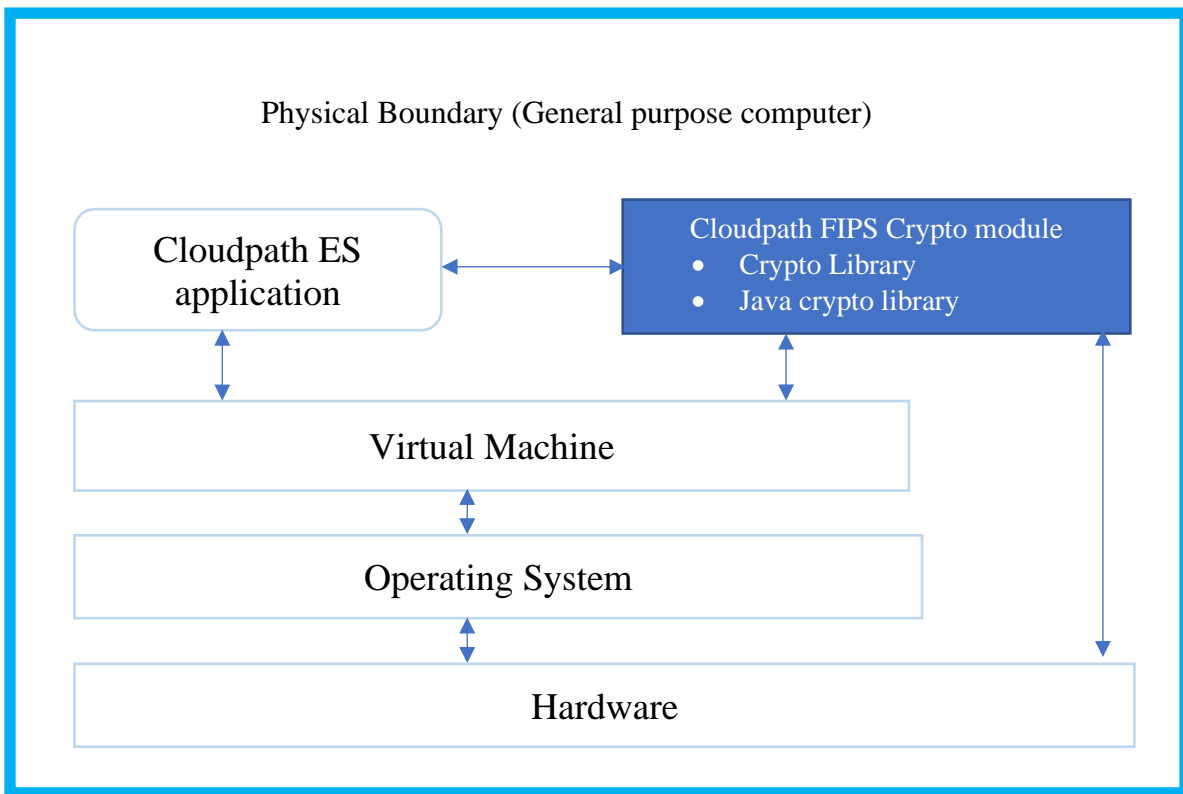 Physical Boundary (General purpose computer)
Cloudpath ES
application
Cloudpath FIPS Crypto module
• Crypto Library
• Java crypto library
Virtual Machine
Operating System
Hardware